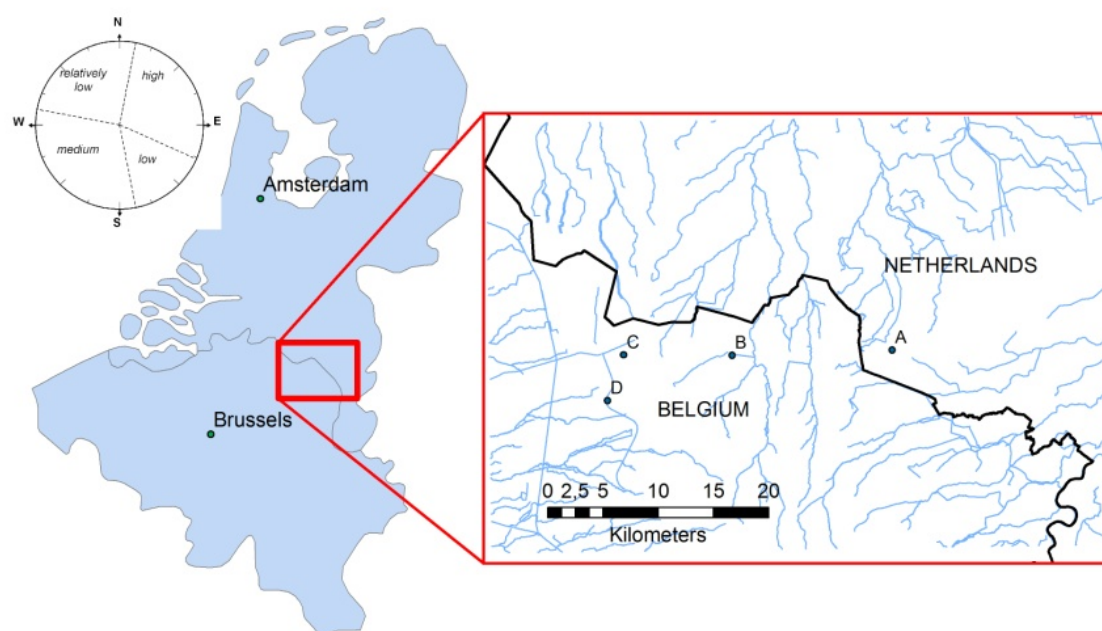 N
relatively
low
high
W
E
medium
low
S
Amsterdam
Brussels
NETHERLANDS
A
B
C
D
BELGIUM
0 2,5 5 10 15 20
Kilometers